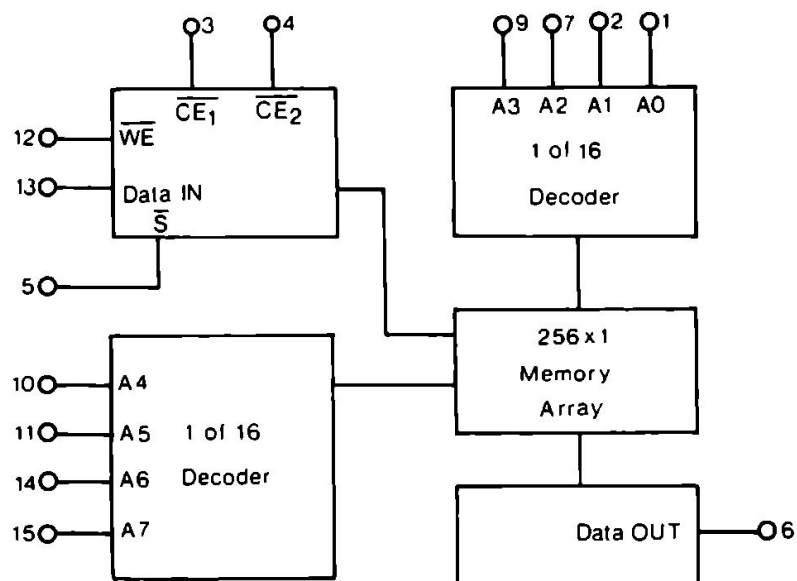 3 4
9 7 2 1
CE1 CE2
12 WE
13 Data IN
S
5
A3 A2 A1 A0
1 of 16
Decoder
10 A4
11 A5
14 A6
15 A7
1 of 16
Decoder
256 x 1
Memory
Array
Data OUT 6